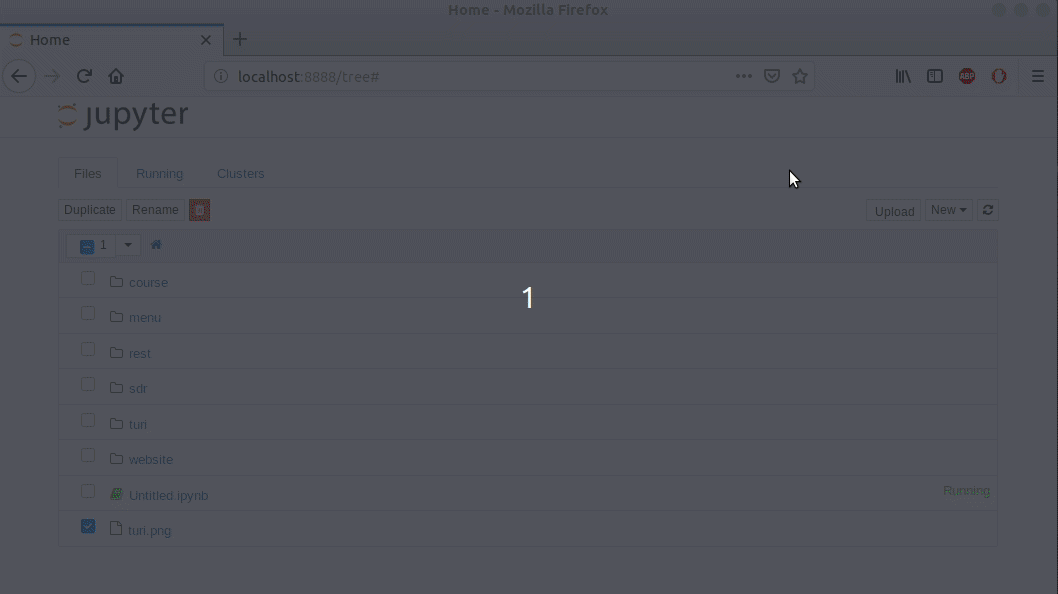 Home - Mozilla Firefox
Home
localhost:8888/tree#
ABP
jupyter
Files Running Clusters
Duplicate Rename Upload New
1
course
1
menu
rest
sdr
turi
website
Untitled.ipynb Running
turi.png